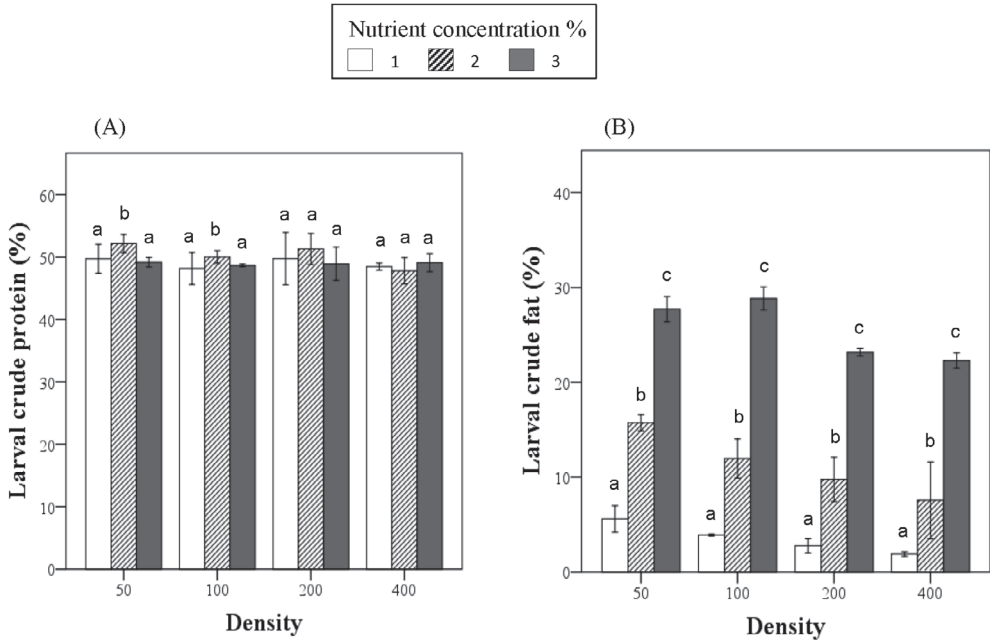 Nutrient concentration %
1 2 3
(A)
Larval crude protein (%)
60
50
40
30
20
10
0
a b a a b a a a a a a a
50 100 200 400
Density
(B)
Larval crude fat (%)
40
30
20
10
0
a b c a b c a b c a b c
50 100 200 400
Density